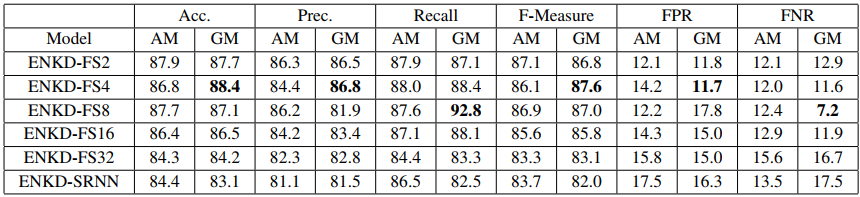 Acc. Prec. Recall F-Measure FPR FNR
Model AM GM AM GM AM GM AM GM AM GM AM GM
ENKD-FS2 87.9 87.7 86.3 86.5 87.9 87.1 87.1 86.8 12.1 11.8 12.1 12.9
ENKD-FS4 86.8 88.4 84.4 86.8 88.0 88.4 86.1 87.6 14.2 11.7 12.0 11.6
ENKD-FS8 87.7 87.1 86.2 81.9 87.6 92.8 86.9 87.0 12.2 17.8 12.4 7.2
ENKD-FS16 86.4 86.5 84.2 83.4 87.1 88.1 85.6 85.8 14.3 15.0 12.9 11.9
ENKD-FS32 84.3 84.2 82.3 82.8 84.4 83.3 83.3 83.1 15.8 15.0 15.6 16.7
ENKD-SRNN 84.4 83.1 81.1 81.5 86.5 82.5 83.7 82.0 17.5 16.3 13.5 17.5